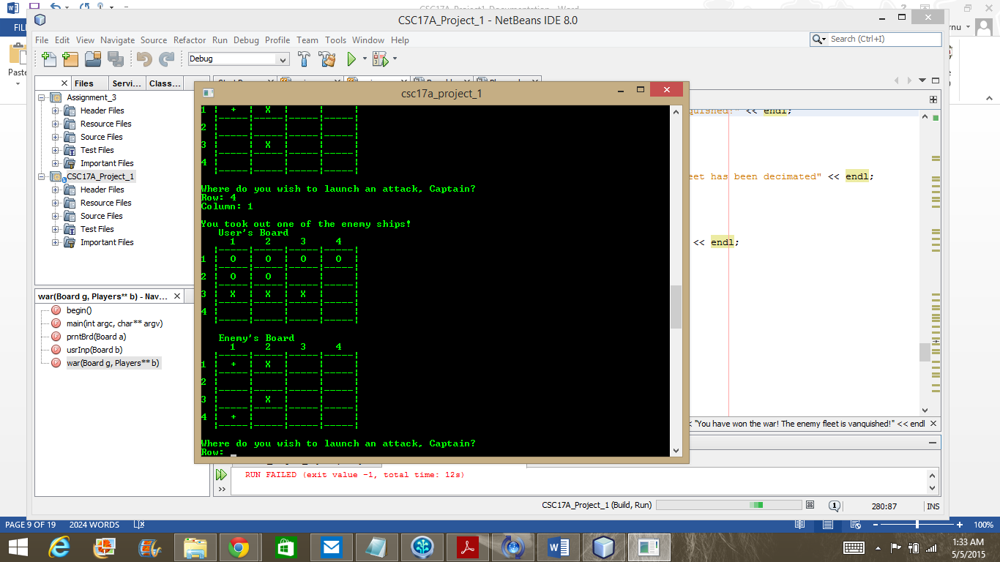 CSC17A_Project1_Documentation - Word
CSC17A_Project_1 - NetBeans IDE 8.0
FIL
File Edit View Navigate Source Refactor Run Debug Profile Team Tools Window Help
Search (Ctrl+I)
Paste
Debug
Files Servi... Class...
Assignment_3
Header Files
Resource Files
Source Files
Test Files
Important Files
CSC17A_Project_1
Header Files
Resource Files
Source Files
Test Files
Important Files
war(Board g, Players** b) - Nav...
begin()
main(int argc, char** argv)
prntBrd(Board a)
usrInp(Board b)
war(Board g, Players** b)
csc17a_project_1
1 + X
2
3 X
4
Where do you wish to launch an attack, Captain?
Row: 4
Column: 1
You took out one of the enemy ships!
User's Board
1 2 3 4
1 O O O O
2 O O
3 X X X
4
Enemy's Board
1 2 3 4
1 + X
2
3 X
4 +
Where do you wish to launch an attack, Captain?
Row: _
quished!" << endl;
eet has been decimated" << endl;
<< endl;
< "You have won the war! The enemy fleet is vanquished!" << endl
RUN FAILED (exit value -1, total time: 12s)
CSC17A_Project_1 (Build, Run)
1
280:87 INS
PAGE 9 OF 19 2024 WORDS
100%
1:33 AM
5/5/2015